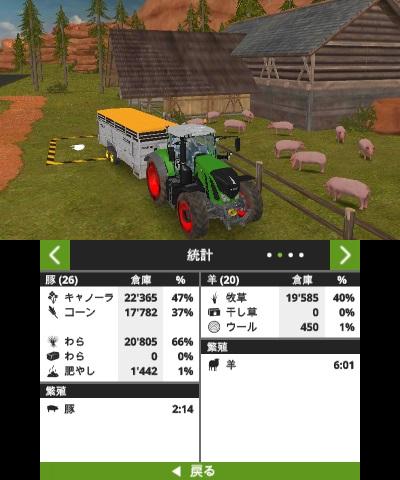 統計
豚 (26) 倉庫 %
キャノーラ 22'365 47%
コーン 17'782 37%
わら 20'805 66%
わら 0 0%
肥やし 1'442 1%
繁殖
豚 2:14
羊 (20) 倉庫 %
牧草 19'585 40%
干し草 0 0%
ウール 450 1%
繁殖
羊 6:01
戻る